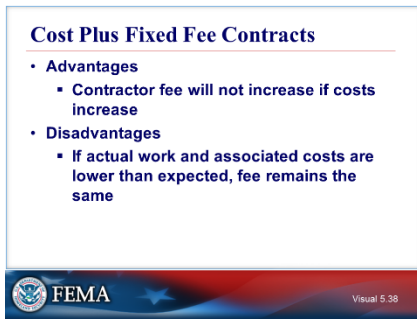 Cost Plus Fixed Fee Contracts
• Advantages
▪ Contractor fee will not increase if costs
increase
• Disadvantages
▪ If actual work and associated costs are
lower than expected, fee remains the
same
FEMA
Visual 5.38